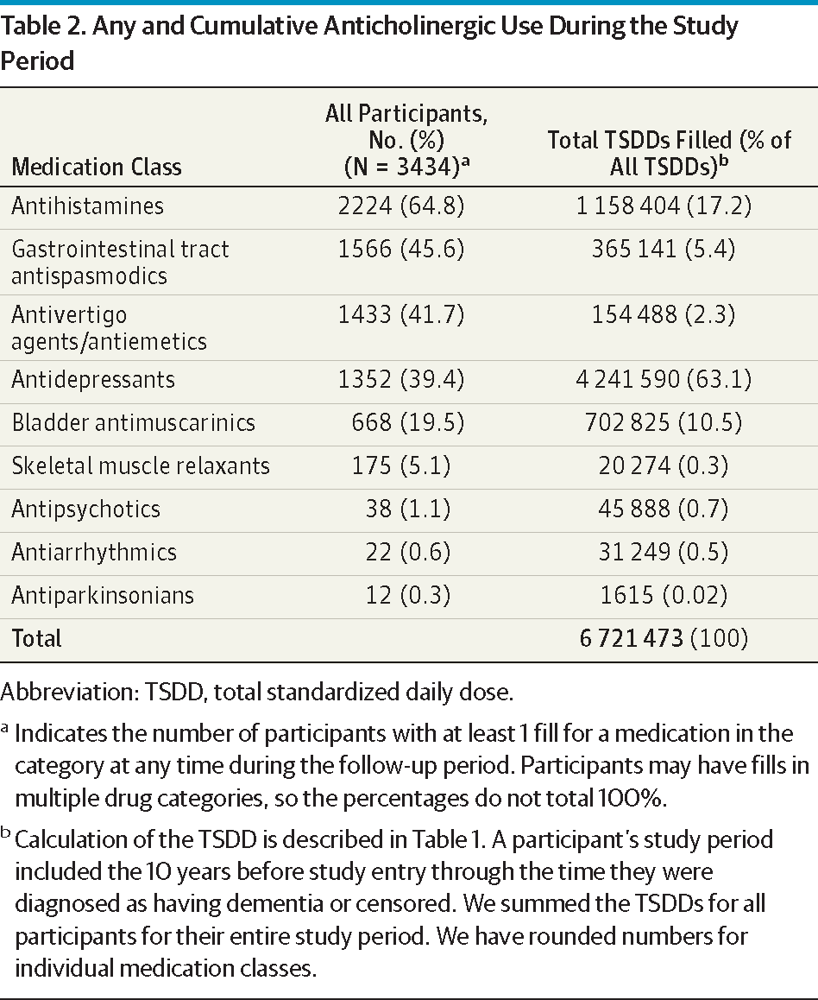 Table 2. Any and Cumulative Anticholinergic Use During the Study
Period
All Participants,
No. (%)
(N = 3434)a
Total TSDDs Filled (% of
All TSDDs)b
Medication Class
Antihistamines 2224 (64.8) 1 158 404 (17.2)
Gastrointestinal tract
antispasmodics
1566 (45.6) 365 141 (5.4)
Antivertigo
agents/antiemetics
1433 (41.7) 154 488 (2.3)
Antidepressants 1352 (39.4) 4 241 590 (63.1)
Bladder antimuscarinics 668 (19.5) 702 825 (10.5)
Skeletal muscle relaxants 175 (5.1) 20 274 (0.3)
Antipsychotics 38 (1.1) 45 888 (0.7)
Antiarrhythmics 22 (0.6) 31 249 (0.5)
Antiparkinsonians 12 (0.3) 1615 (0.02)
Total 6 721 473 (100)
Abbreviation: TSDD, total standardized daily dose.
a Indicates the number of participants with at least 1 fill for a medication in the
category at any time during the follow-up period. Participants may have fills in
multiple drug categories, so the percentages do not total 100%.
b Calculation of the TSDD is described in Table 1. A participant's study period
included the 10 years before study entry through the time they were
diagnosed as having dementia or censored. We summed the TSDDs for all
participants for their entire study period. We have rounded numbers for
individual medication classes.